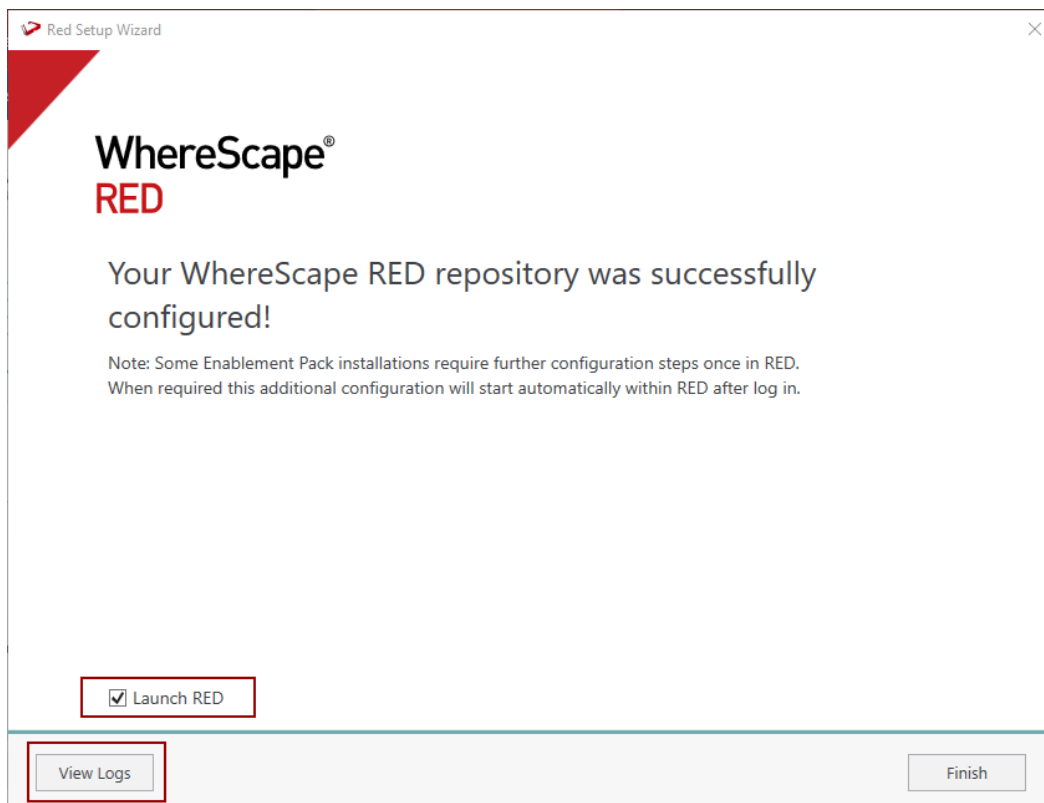 Red Setup Wizard
WhereScape®
RED
Your WhereScape RED repository was successfully
configured!
Note: Some Enablement Pack installations require further configuration steps once in RED.
When required this additional configuration will start automatically within RED after log in.
Launch RED
View Logs
Finish